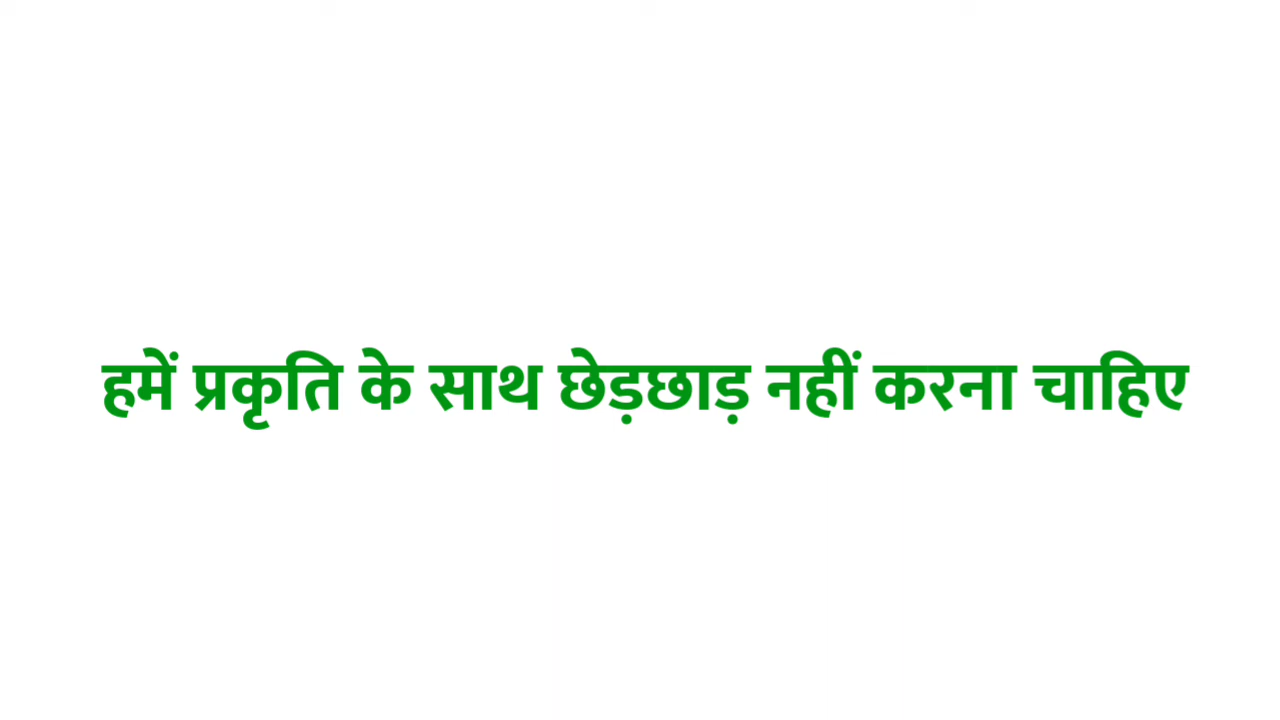 हमें प्रकृति के साथ छेड़छाड़ नहीं करना चाहिए